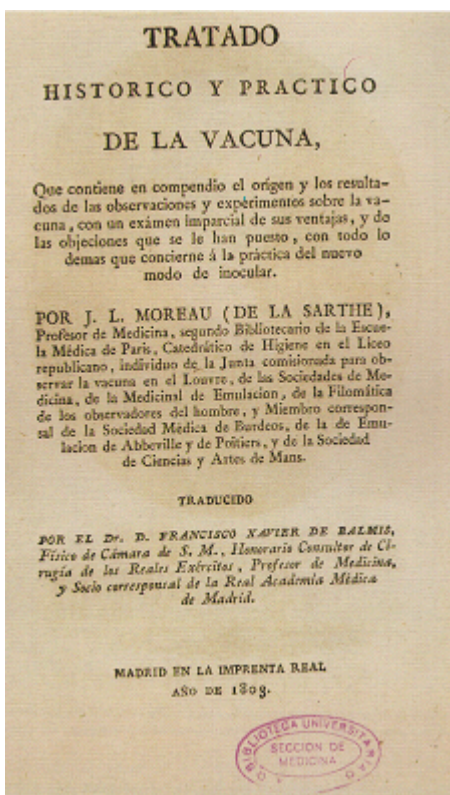 TRATADO
HISTORICO Y PRACTICO
DE LA VACUNA,
Que contiene en compendio el orígen y los resulta-
dos de las observaciones y experimentos sobre la va-
cuna, con un exámen imparcial de sus ventajas, y de
las objeciones que se le han puesto, con todo lo
demas que concierne á la práctica del nuevo
modo de inocular.
POR J. L. MOREAU (DE LA SARTHE),
Profesor de Medicina, segundo Bibliotecario de la Escue-
la Médica de Paris, Catedrático de Higiene en el Liceo
republicano, individuo de la Junta comisionada para ob-
servar la vacuna en el Louvre, de las Sociedades de Me-
dicina, de la Medicinal de Emulacion, de la Filomática
de los observadores del hombre, y Miembro correspon-
sal de la Sociedad Médica de Burdeos, de la de Emu-
lacion de Abbeville y de Poitiers, y de la Sociedad
de Ciencias y Artes de Mans.
TRADUCIDO
POR EL Dr. D. FRANCISCO XAVIER DE BALMIS,
Físico de Cámara de S. M., Honorario Consultor de Ci-
rugía de los Reales Exércitos, Profesor de Medicina,
y Socio corresponsal de la Real Academia Médica
de Madrid.
MADRID EN LA IMPRENTA REAL
AÑO DE 1803.
BIBLIOTECA UNIVERSITARIA
SECCION DE
MEDICINA